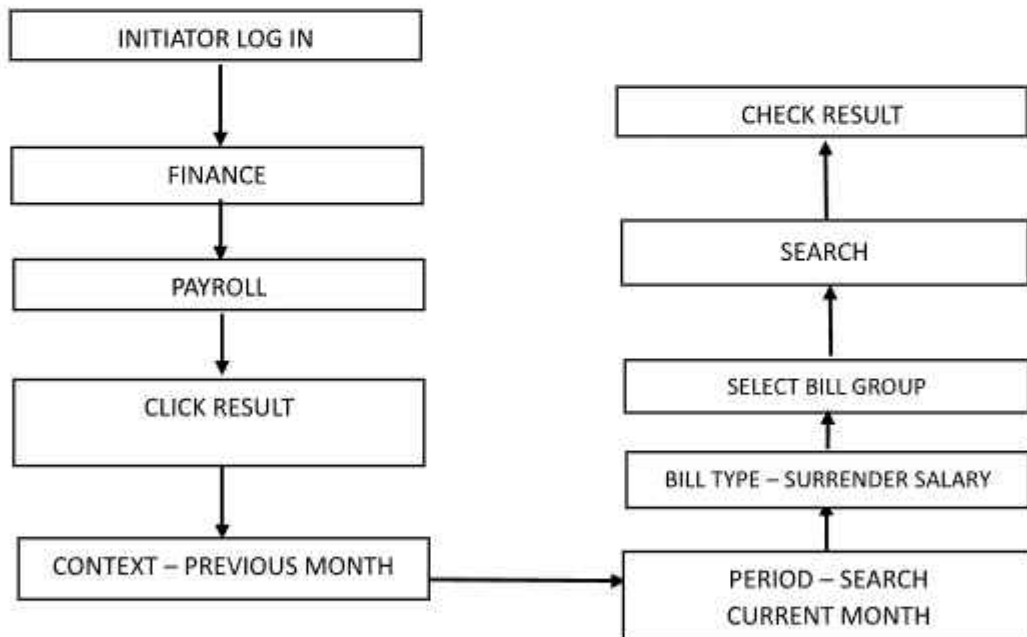 INITIATOR LOG IN
FINANCE
PAYROLL
CLICK RESULT
CONTEXT – PREVIOUS MONTH
PERIOD – SEARCH
CURRENT MONTH
BILL TYPE – SURRENDER SALARY
SELECT BILL GROUP
SEARCH
CHECK RESULT